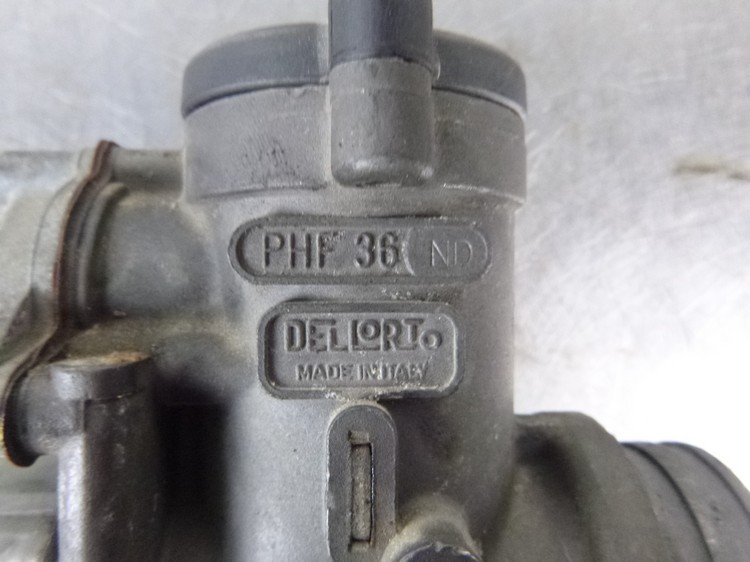 PHF 36 ND
DELLORTO
MADE IN ITALY